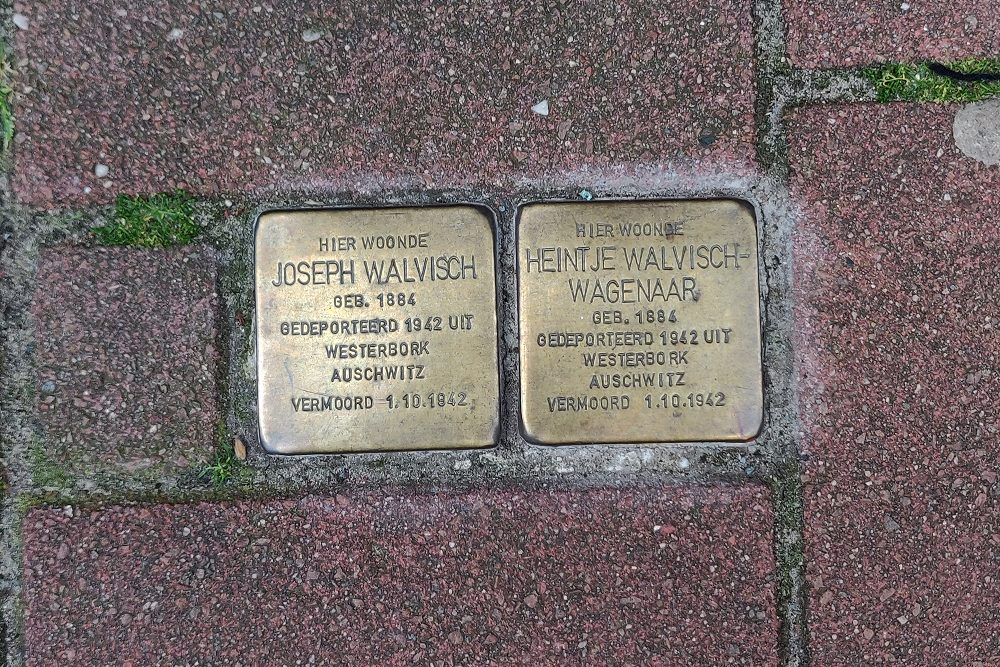 HIER WOONDE
JOSEPH WALVISCH
GEB. 1884
GEDEPORTEERD 1942 UIT
WESTERBORK
AUSCHWITZ
VERMOORD 1.10.1942
HIER WOONDE
HEINTJE WALVISCH-
WAGENAAR
GEB. 1884
GEDEPORTEERD 1942 UIT
WESTERBORK
AUSCHWITZ
VERMOORD 1.10.1942